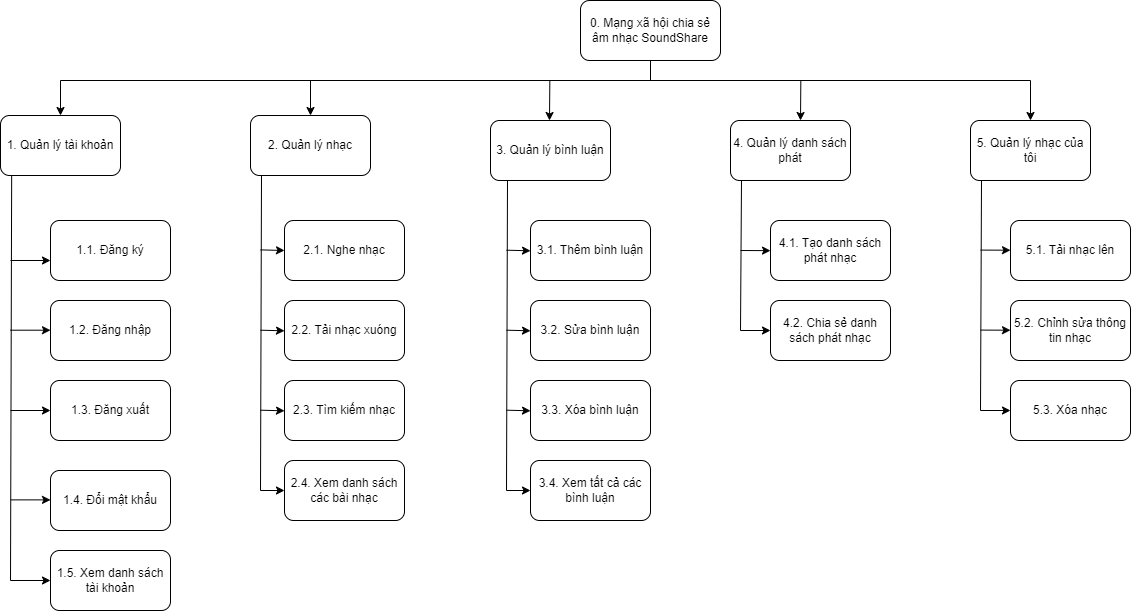 0. Mạng xã hội chia sẻ
âm nhạc SoundShare
1. Quản lý tài khoản
2. Quản lý nhạc
3. Quản lý bình luận
4. Quản lý danh sách
phát
5. Quản lý nhạc của
tôi
1.1. Đăng ký
1.2. Đăng nhập
1.3. Đăng xuất
1.4. Đổi mật khẩu
1.5. Xem danh sách
tài khoản
2.1. Nghe nhạc
2.2. Tải nhạc xuóng
2.3. Tìm kiếm nhạc
2.4. Xem danh sách
các bài nhạc
3.1. Thêm bình luận
3.2. Sửa bình luận
3.3. Xóa bình luận
3.4. Xem tất cả các
bình luận
4.1. Tạo danh sách
phát nhạc
4.2. Chia sẻ danh
sách phát nhạc
5.1. Tải nhạc lên
5.2. Chỉnh sửa thông
tin nhạc
5.3. Xóa nhạc